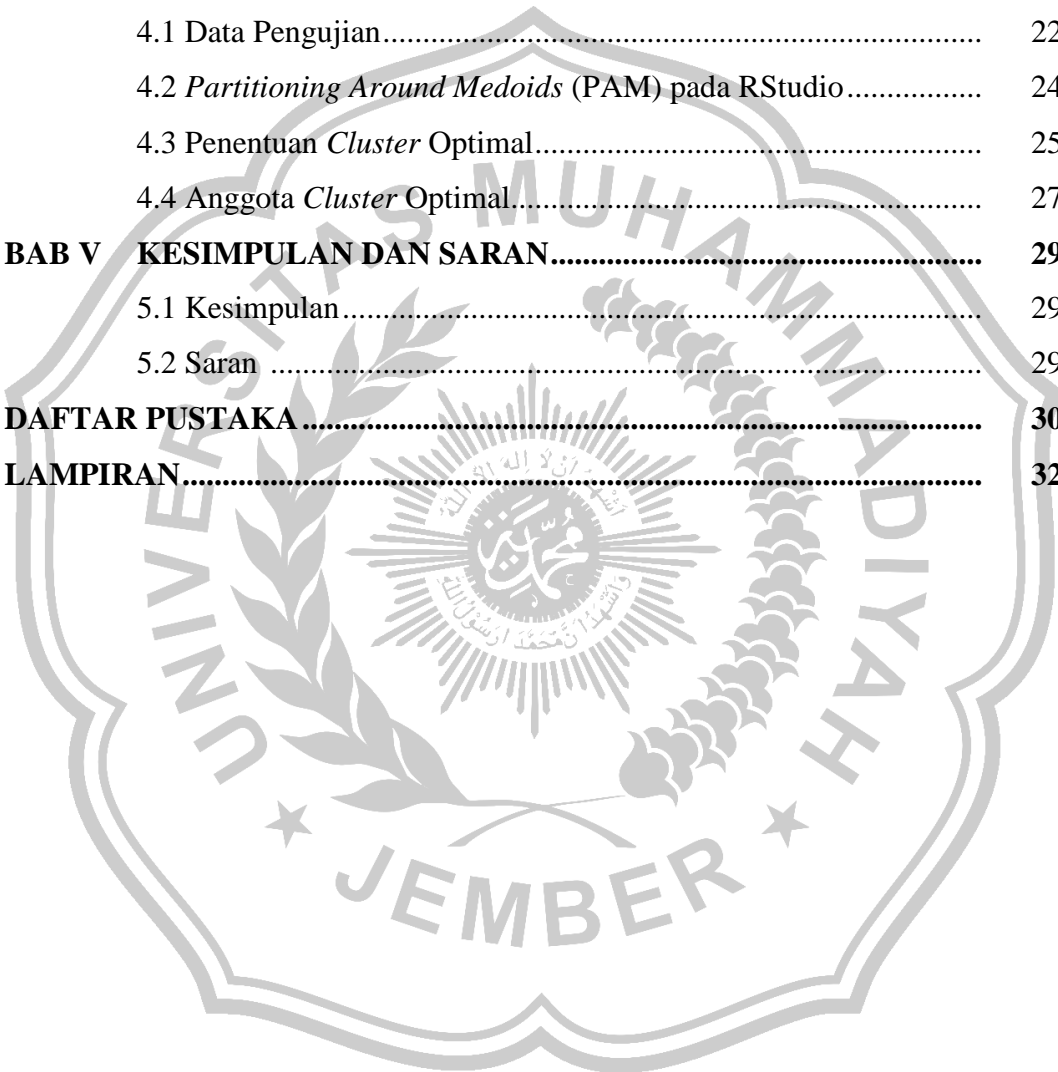 4.1 Data Pengujian........................................................................................ 22
4.2 Partitioning Around Medoids (PAM) pada RStudio................. 24
4.3 Penentuan Cluster Optimal................................................................. 25
4.4 Anggota Cluster Optimal..................................................................... 27
BAB V KESIMPULAN DAN SARAN................................................................ 29
5.1 Kesimpulan.............................................................................................. 29
5.2 Saran ......................................................................................................... 29
DAFTAR PUSTAKA.............................................................................................. 30
LAMPIRAN............................................................................................................... 32
UNIVERSITAS MUHAMMADIYAH
JEMBER